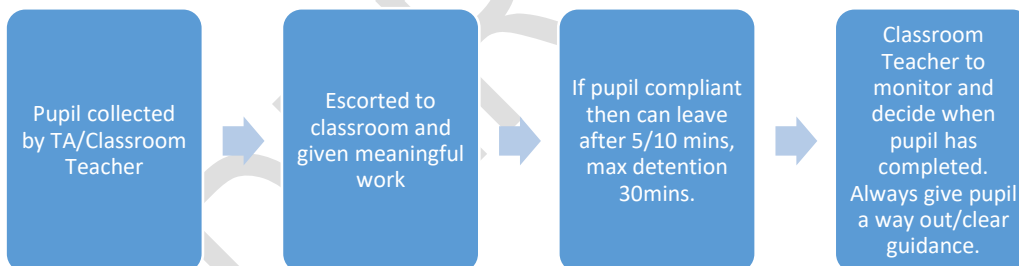 Pupil collected
by TA/Classroom
Teacher
Escorted to
classroom and
given meaningful
work
If pupil compliant
then can leave
after 5/10 mins,
max detention
30mins.
Classroom
Teacher to
monitor and
decide when
pupil has
completed.
Always give pupil
a way out/clear
guidance.